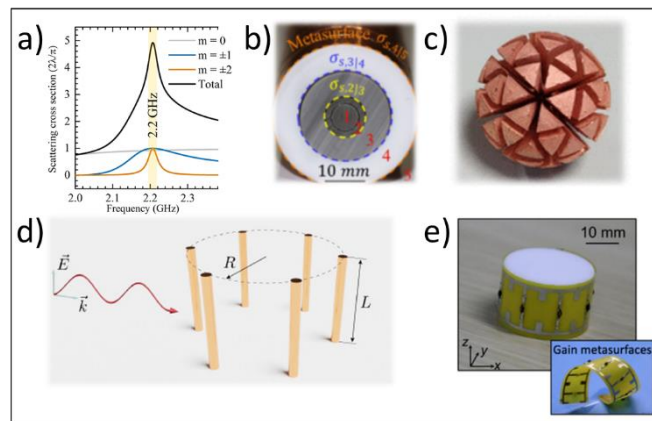 a)
Scattering cross section (2λ/π)
5
4
3
2
1
0
m = 0
m = ±1
m = ±2
Total
2.2 GHz
2.0
2.1
2.2
2.3
Frequency (GHz)
b)
Metasurface, σs,4|5
σs,3|4
σs,2|3
1
2
3
4
5
10 mm
c)
d)
E
k
R
L
e)
10 mm
z
y
x
Gain metasurfaces